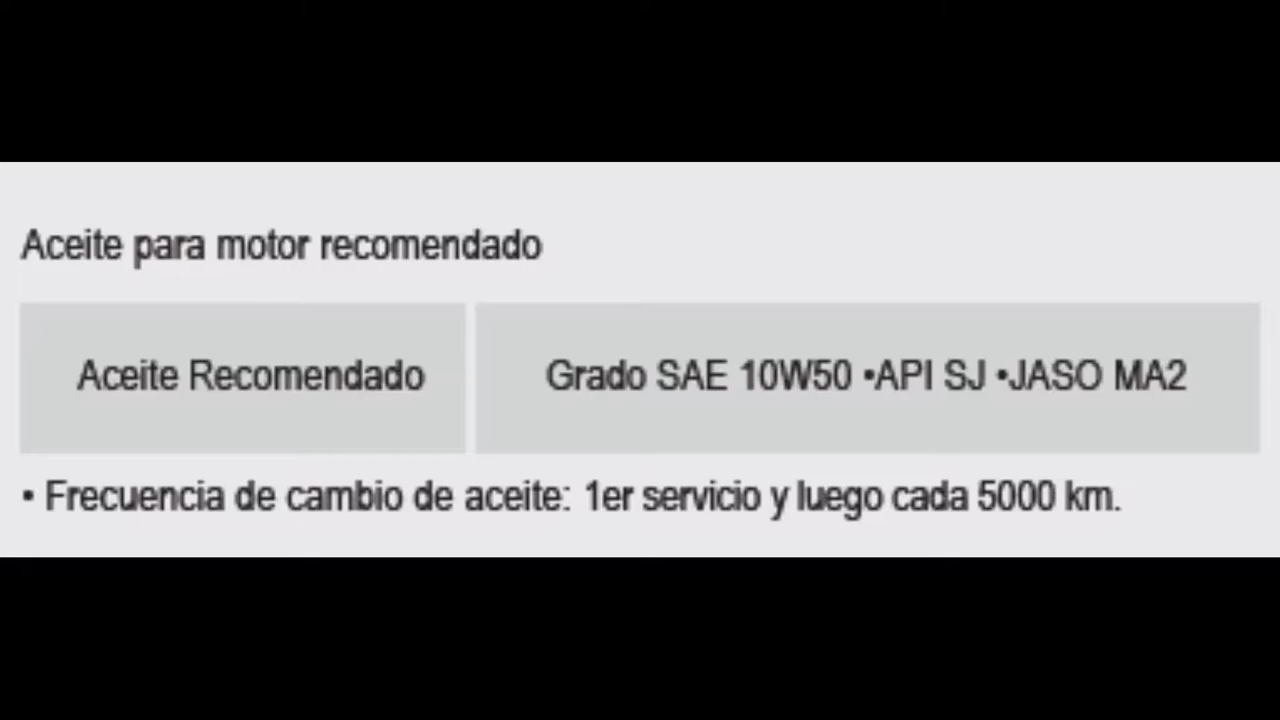 Aceite para motor recomendado
Aceite Recomendado
Grado SAE 10W50 •API SJ •JASO MA2
• Frecuencia de cambio de aceite: 1er servicio y luego cada 5000 km.